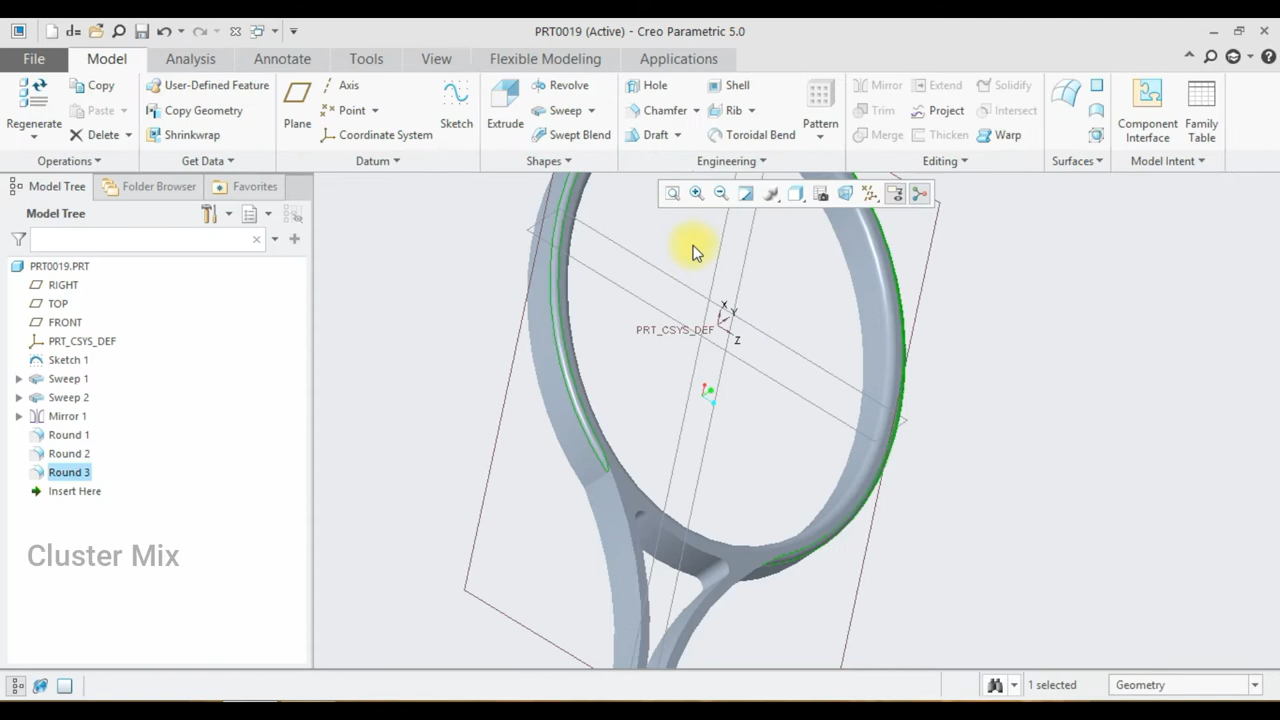 PRT0019 (Active) - Creo Parametric 5.0
File Model Analysis Annotate Tools View Flexible Modeling Applications
Regenerate
Copy
Paste
Delete
Operations
User-Defined Feature
Copy Geometry
Shrinkwrap
Get Data
Plane
Axis
Point
Coordinate System
Sketch
Datum
Extrude
Revolve
Sweep
Swept Blend
Shapes
Hole
Chamfer
Draft
Shell
Rib
Toroidal Bend
Pattern
Engineering
Mirror
Trim
Merge
Extend
Project
Thicken
Solidify
Intersect
Warp
Editing
Surfaces
Component
Interface
Family
Table
Model Intent
Model Tree Folder Browser Favorites
Model Tree
PRT0019.PRT
RIGHT
TOP
FRONT
PRT_CSYS_DEF
Sketch 1
Sweep 1
Sweep 2
Mirror 1
Round 1
Round 2
Round 3
Insert Here
Cluster Mix
X
Y
PRT_CSYS_DEF
Z
1 selected
Geometry